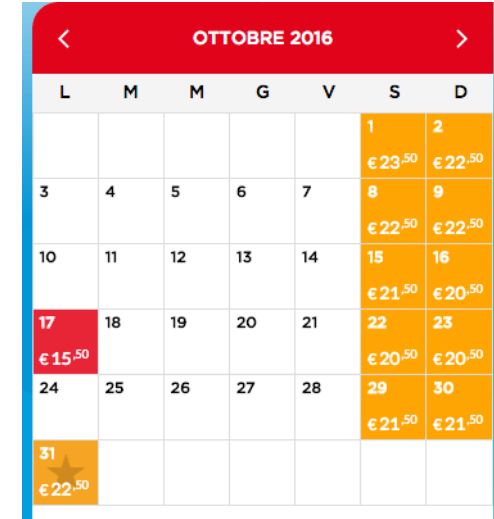 OTTOBRE 2016
L M M G V S D
1 2
€23,50 €22,50
3 4 5 6 7 8 9
€22,50 €22,50
10 11 12 13 14 15 16
€21,50 €20,50
17 18 19 20 21 22 23
€15,50 €20,50 €20,50
24 25 26 27 28 29 30
€21,50 €21,50
31
€22,50